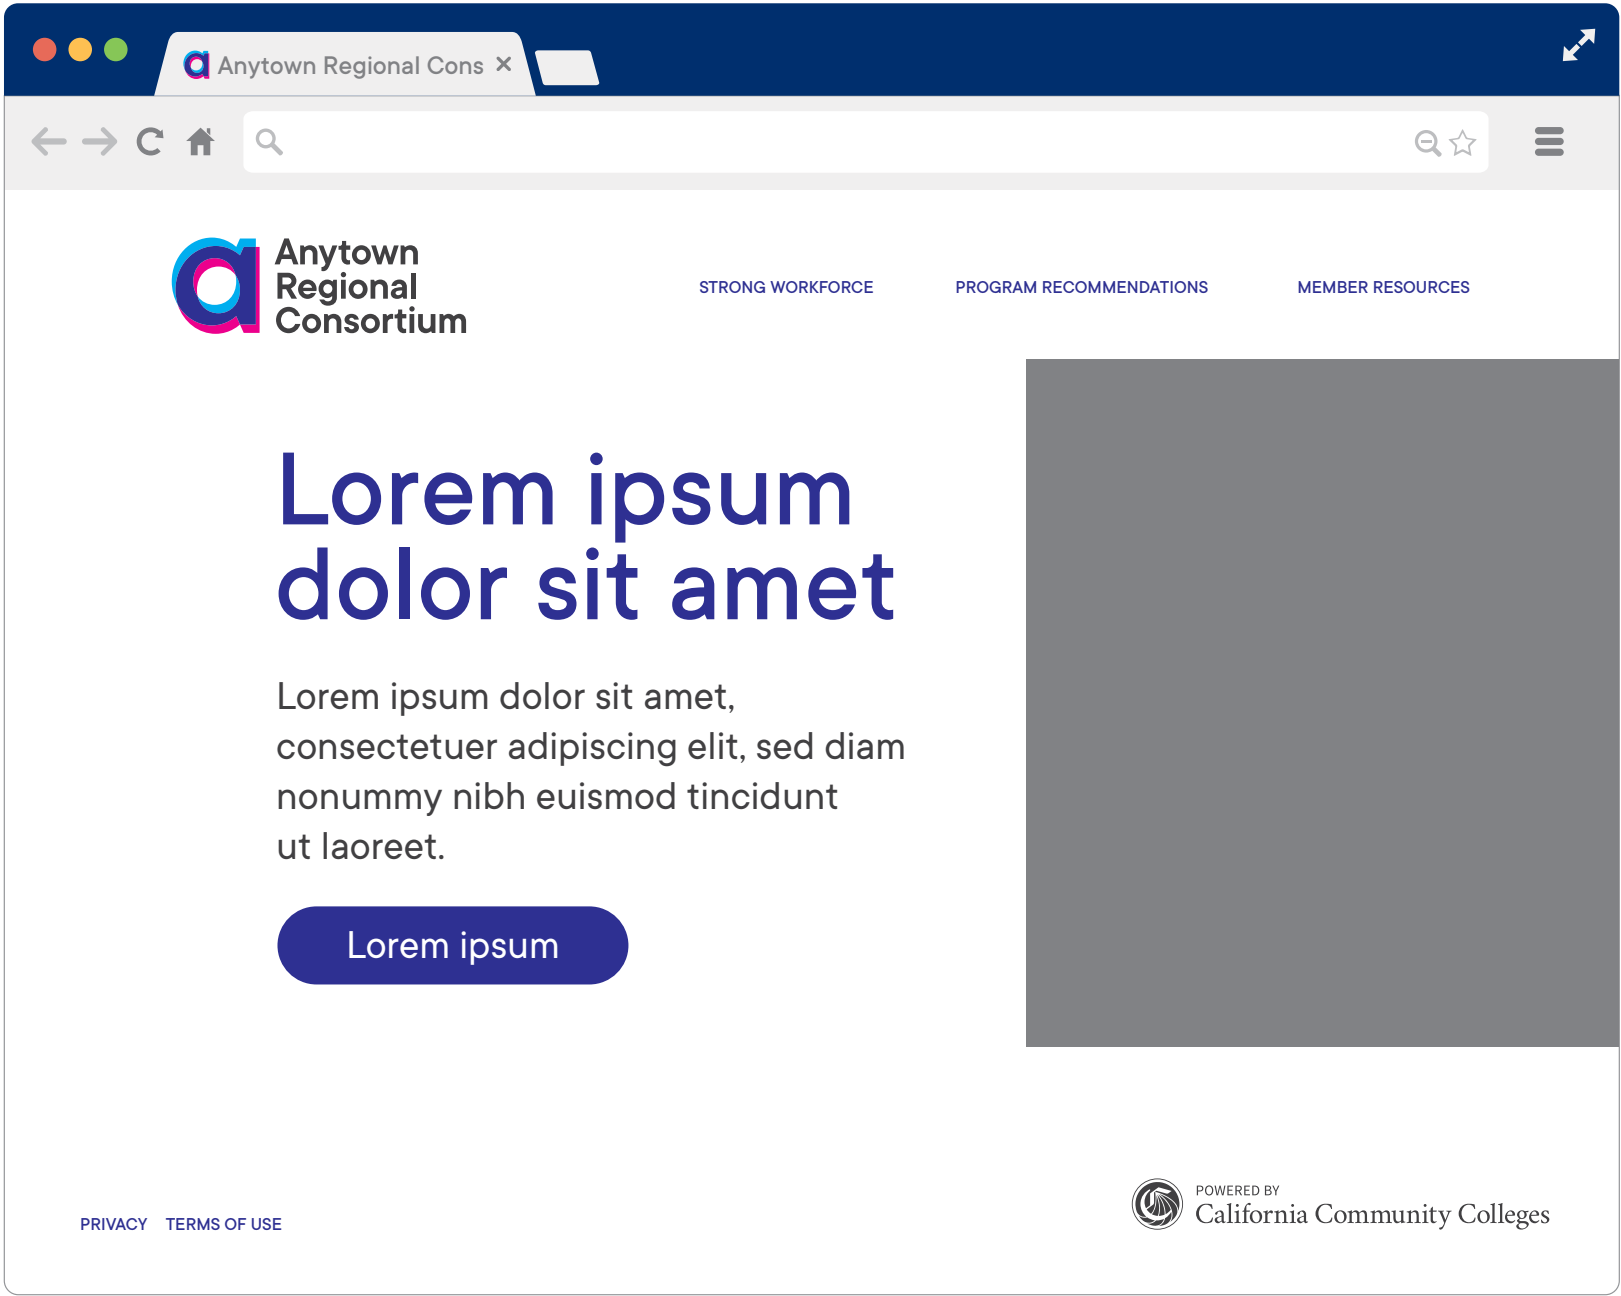 Anytown Regional Cons
Anytown
Regional
Consortium
STRONG WORKFORCE
PROGRAM RECOMMENDATIONS
MEMBER RESOURCES
Lorem ipsum
dolor sit amet
Lorem ipsum dolor sit amet,
consectetuer adipiscing elit, sed diam
nonummy nibh euismod tincidunt
ut laoreet.
Lorem ipsum
POWERED BY
California Community Colleges
PRIVACY
TERMS OF USE